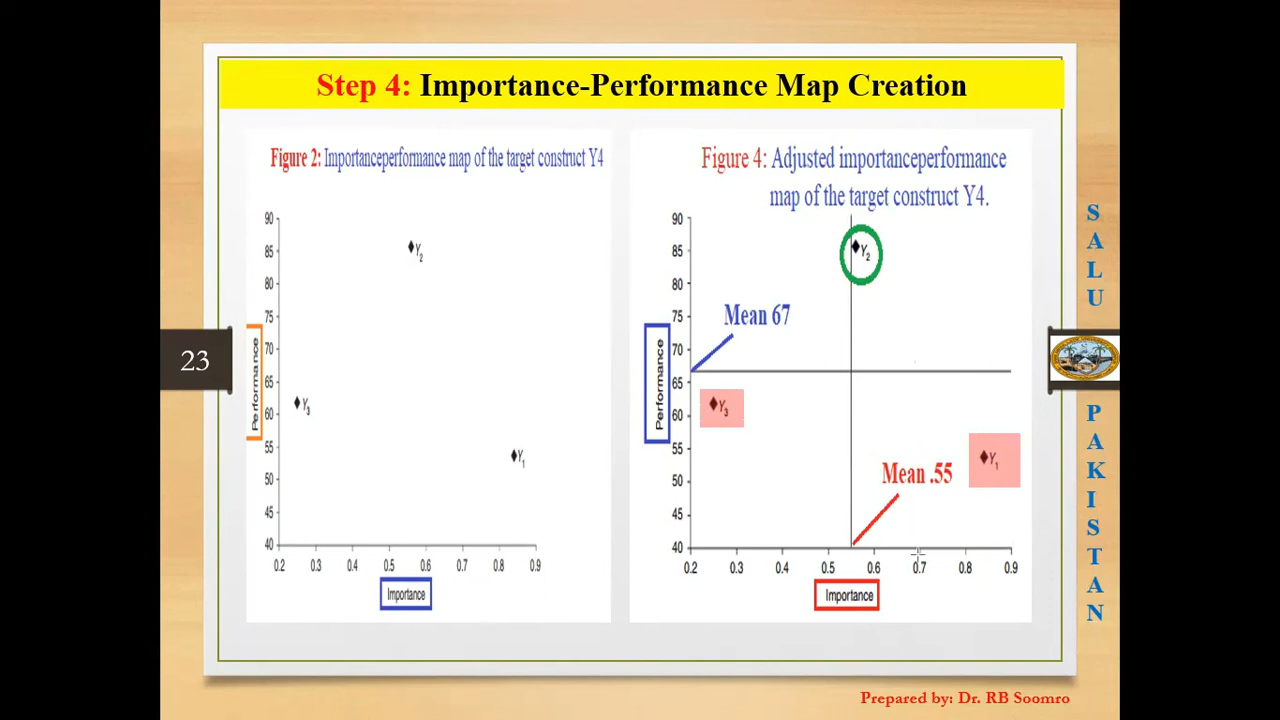 Step 4: Importance-Performance Map Creation
Figure 2: Importanceperformance map of the target construct Y4
90
85
80
75
70
65
60
55
50
45
40
Performance
Y2
Y3
Y1
0.2 0.3 0.4 0.5 0.6 0.7 0.8 0.9
Importance
Figure 4: Adjusted importanceperformance
map of the target construct Y4.
90
85
80
75
70
65
60
55
50
45
40
Performance
Y2
Mean 67
Y3
Y1
Mean .55
0.2 0.3 0.4 0.5 0.6 0.7 0.8 0.9
Importance
23
SALU
PAKISTAN
Prepared by: Dr. RB Soomro